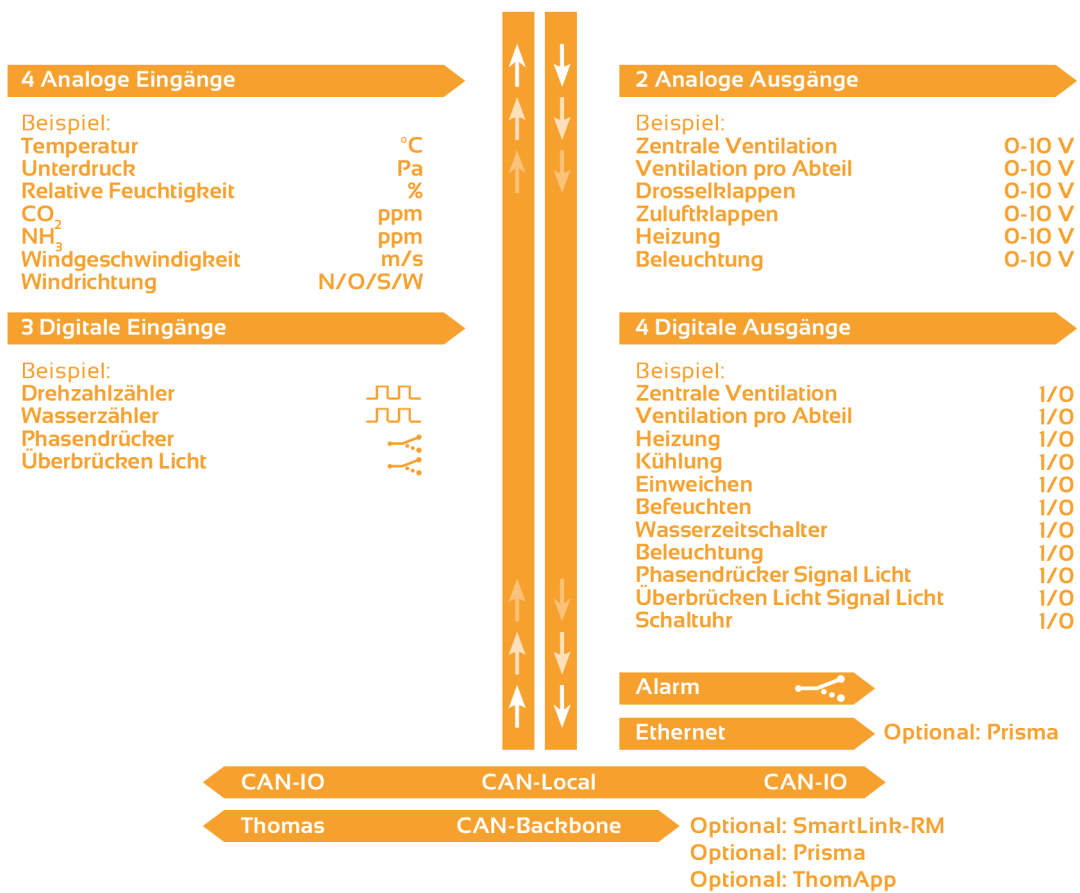 4 Analoge Eingänge
Beispiel:
Temperatur °C
Unterdruck Pa
Relative Feuchtigkeit %
CO₂ ppm
NH₃ ppm
Windgeschwindigkeit m/s
Windrichtung N/O/S/W
3 Digitale Eingänge
Beispiel:
Drehzahlzähler
Wasserzähler
Phasendrücker
Überbrücken Licht
2 Analoge Ausgänge
Beispiel:
Zentrale Ventilation 0-10 V
Ventilation pro Abteil 0-10 V
Drosselklappen 0-10 V
Zuluftklappen 0-10 V
Heizung 0-10 V
Beleuchtung 0-10 V
4 Digitale Ausgänge
Beispiel:
Zentrale Ventilation 1/0
Ventilation pro Abteil 1/0
Heizung 1/0
Kühlung 1/0
Einweichen 1/0
Befeuchten 1/0
Wasserzeitschalter 1/0
Beleuchtung 1/0
Phasendrücker Signal Licht 1/0
Überbrücken Licht Signal Licht 1/0
Schaltuhr 1/0
Alarm
Ethernet Optional: Prisma
CAN-IO CAN-Local CAN-IO
Thomas CAN-Backbone Optional: SmartLink-RM
Optional: Prisma
Optional: ThomApp